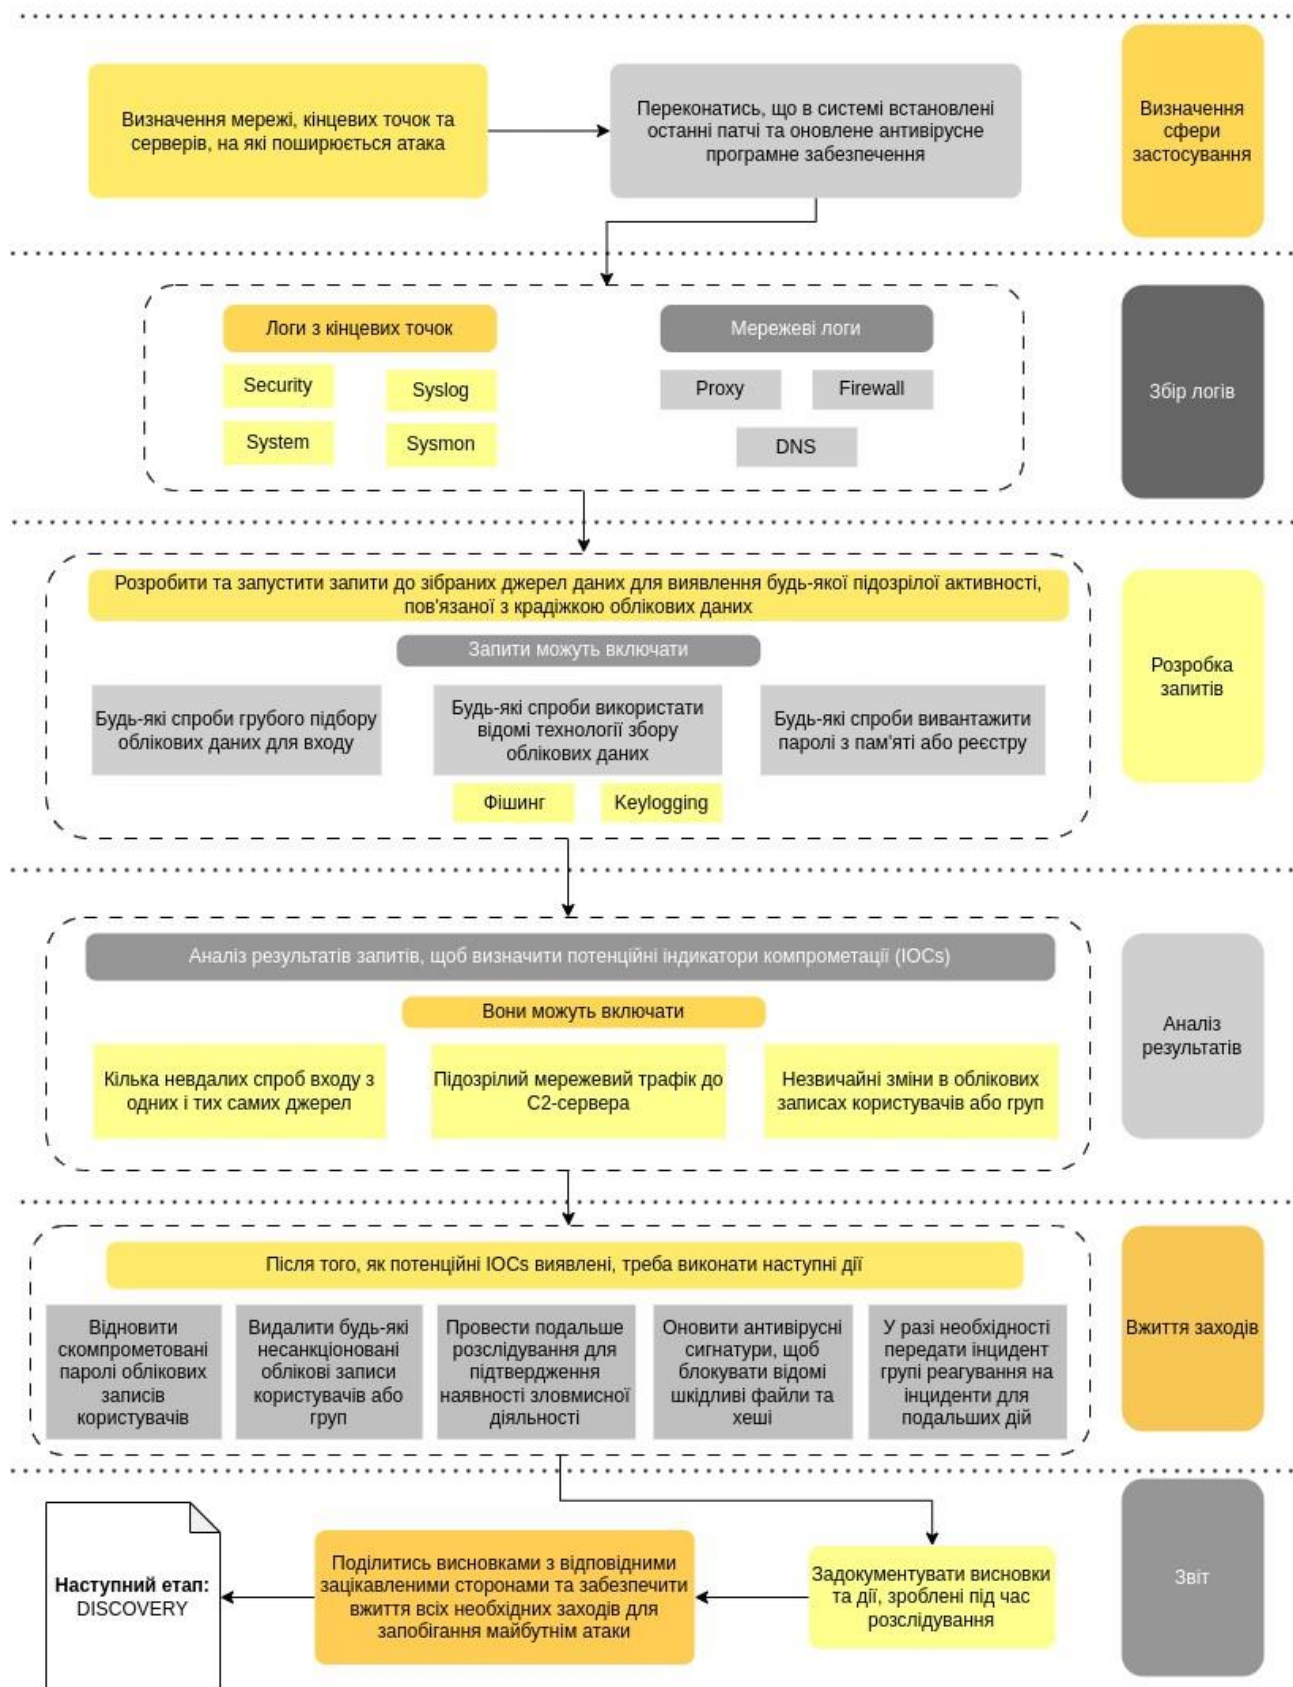 Визначення мережі, кінцевих точок та
серверів, на які поширюється атака
Переконатись, що в системі встановлені
останні патчі та оновлене антивірусне
програмне забезпечення
Визначення
сфери
застосування
Логи з кінцевих точок
Security
Syslog
System
Sysmon
Мережеві логи
Proxy
Firewall
DNS
Збір логів
Розробити та запустити запити до зібраних джерел даних для виявлення будь-якої підозрілої активності,
пов'язаної з крадіжкою облікових даних
Запити можуть включати
Будь-які спроби грубого підбору
облікових даних для входу
Будь-які спроби використати
відомі технології збору
облікових даних
Фішинг
Keylogging
Будь-які спроби вивантажити
паролі з пам'яті або реєстру
Розробка
запитів
Аналіз результатів запитів, щоб визначити потенційні індикатори компрометації (IOCs)
Вони можуть включати
Кілька невдалих спроб входу з
одних і тих самих джерел
Підозрілий мережевий трафік до
C2-сервера
Незвичайні зміни в облікових
записах користувачів або груп
Аналіз
результатів
Після того, як потенційні IOCs виявлені, треба виконати наступні дії
Відновити
скомпрометовані
паролі облікових
записів
користувачів
Видалити будь-які
несанкціоновані
облікові записи
користувачів або
груп
Провести подальше
розслідування для
підтвердження
наявності зловмисної
діяльності
Оновити антивірусні
сигнатури, щоб
блокувати відомі
шкідливі файли та
хеші
У разі необхідності
передати інцидент
групі реагування на
інциденти для
подальших дій
Вжиття заходів
Задокументувати висновки
та дії, зроблені під час
розслідування
Поділитись висновками з відповідними
зацікавленими сторонами та забезпечити
вжиття всіх необхідних заходів для
запобігання майбутнім атаки
Наступний етап:
DISCOVERY
Звіт